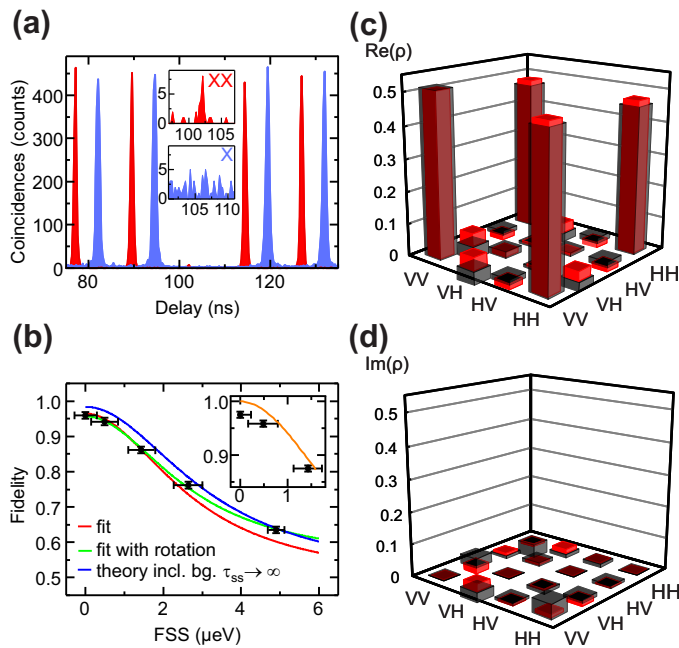 (a)
Coincidences (counts)
400
300
200
100
0
80
100
120
Delay (ns)
XX
5
0
100
105
X
5
0
105
110
(b)
Fidelity
1.0
0.9
0.8
0.7
0.6
0.5
0
2
4
6
FSS (µeV)
fit
fit with rotation
theory incl. bg. τss→ ∞
1.0
0.9
0
1
(c)
Re(ρ)
0.5
0.4
0.3
0.2
0.1
0
VV
VH
HV
HH
VV
VH
HV
HH
(d)
Im(ρ)
0.5
0.4
0.3
0.2
0.1
0
VV
VH
HV
HH
VV
VH
HV
HH